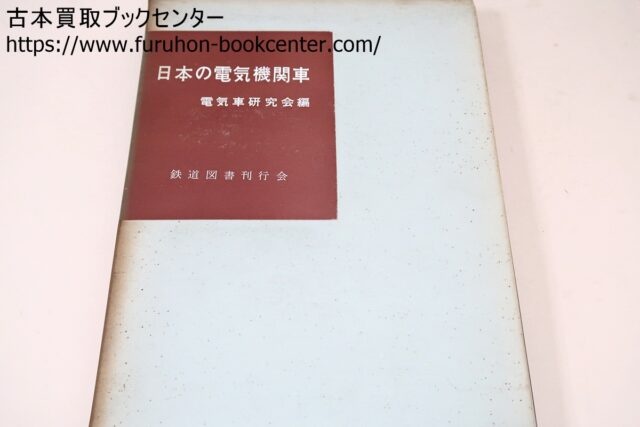 古本買取ブックセンター
https://www.furuhon-bookcenter.com/
日本の電気機関車
電気車研究会編
鉄道図書刊行会